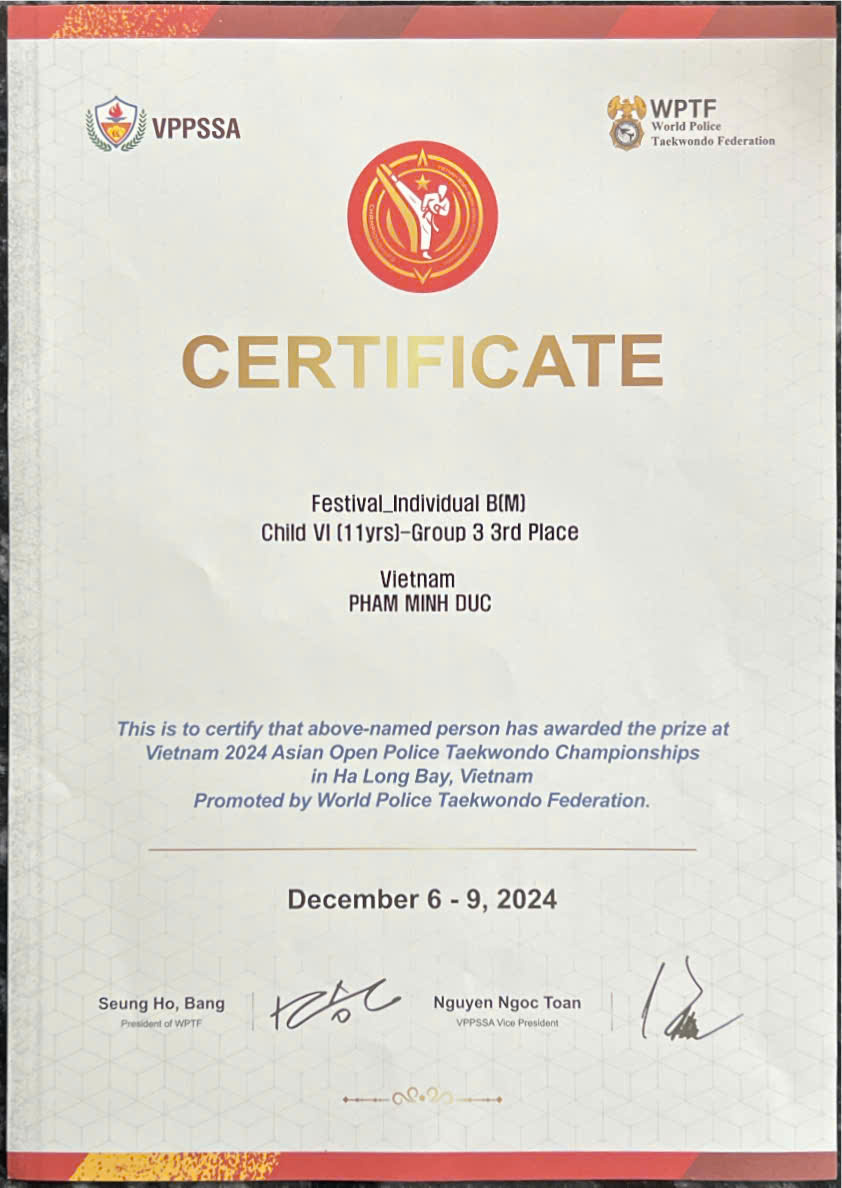 VPPSSA
WPTF
World Police
Taekwondo Federation
CERTIFICATE
Festival_Individual B(M)
Child VI (11yrs)-Group 3 3rd Place
Vietnam
PHAM MINH DUC
This is to certify that above-named person has awarded the prize at
Vietnam 2024 Asian Open Police Taekwondo Championships
in Ha Long Bay, Vietnam
Promoted by World Police Taekwondo Federation.
December 6 - 9, 2024
Seung Ho, Bang
President of WPTF
Nguyen Ngoc Toan
VPPSSA Vice President